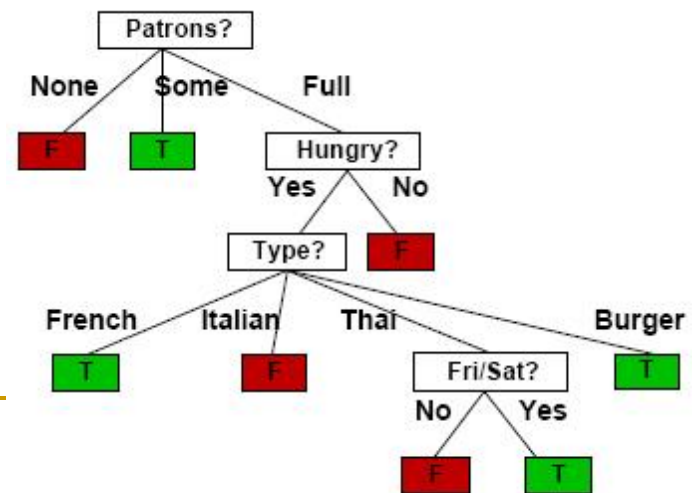 Patrons?
None Some Full
F T Hungry?
Yes No
Type? F
French Italian Thai Burger
T F Fri/Sat? T
No Yes
F T